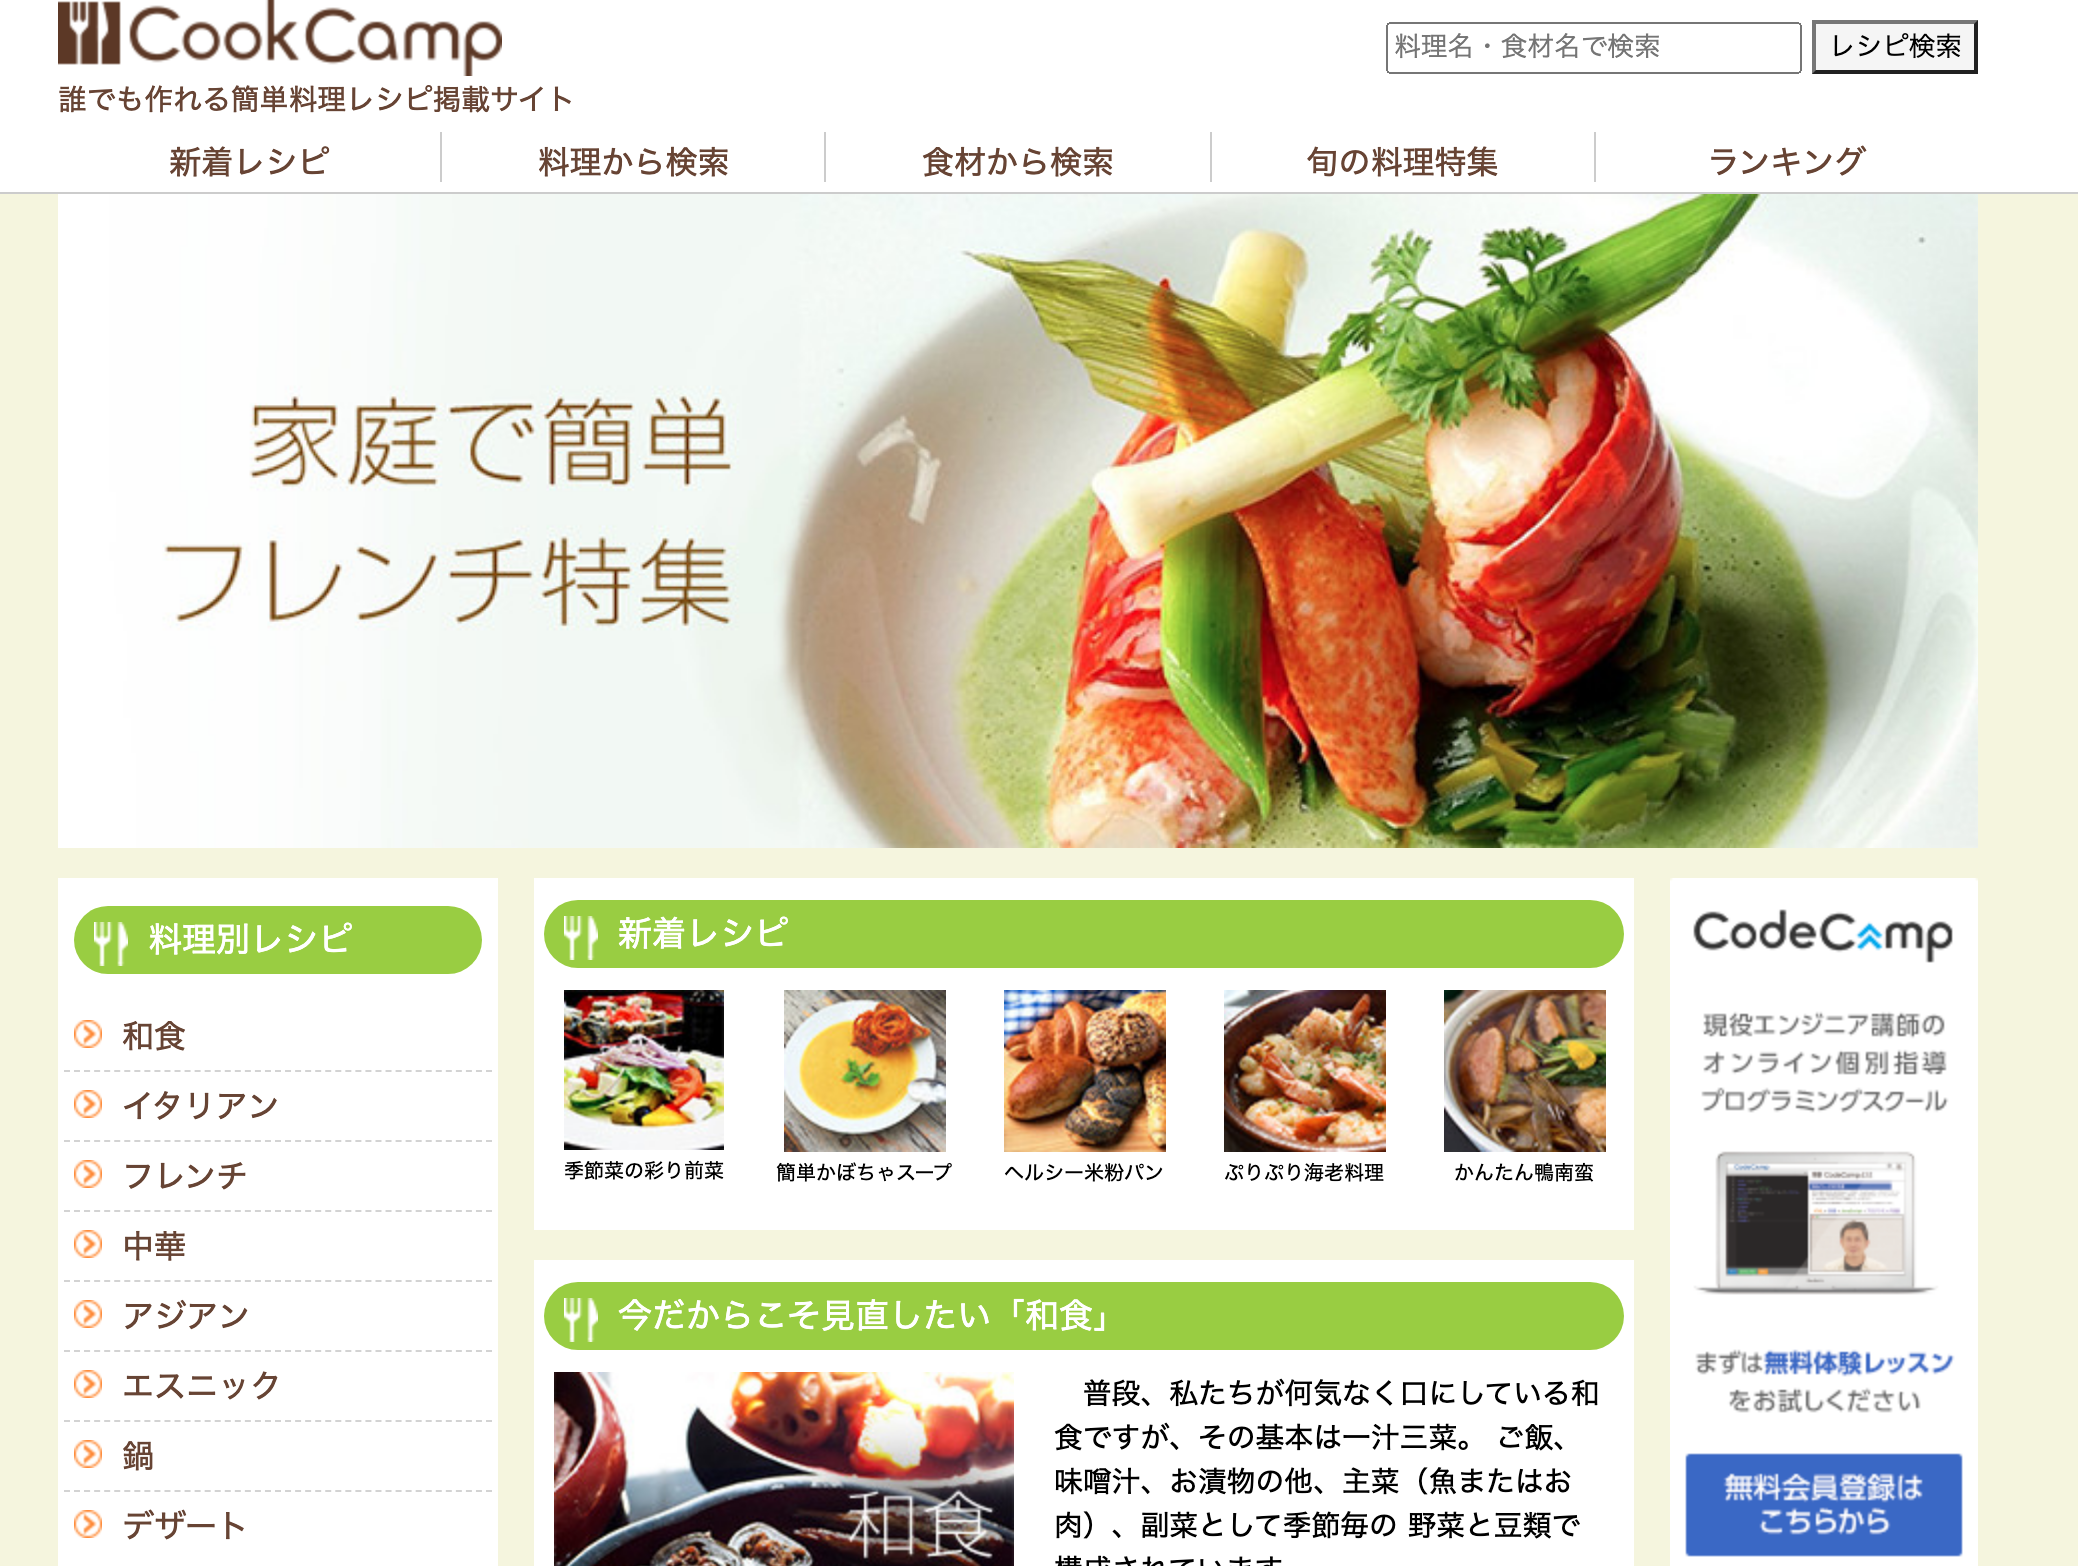 CookCamp
誰でも作れる簡単料理レシピ掲載サイト
料理名・食材名で検索
レシピ検索
新着レシピ
料理から検索
食材から検索
旬の料理特集
ランキング
家庭で簡単
フレンチ特集
料理別レシピ
和食
イタリアン
フレンチ
中華
アジアン
エスニック
鍋
デザート
新着レシピ
季節菜の彩り前菜
簡単かぼちゃスープ
ヘルシー米粉パン
ぷりぷり海老料理
かんたん鴨南蛮
今だからこそ見直したい「和食」
和食
普段、私たちが何気なく口にしている和
食ですが、その基本は一汁三菜。 ご飯、
味噌汁、お漬物の他、主菜（魚またはお
肉）、副菜として季節毎の 野菜と豆類で
構成されています
CodeCamp
現役エンジニア講師の
オンライン個別指導
プログラミングスクール
CodeCamp
まずは無料体験レッスン
をお試しください
無料会員登録は
こちらから